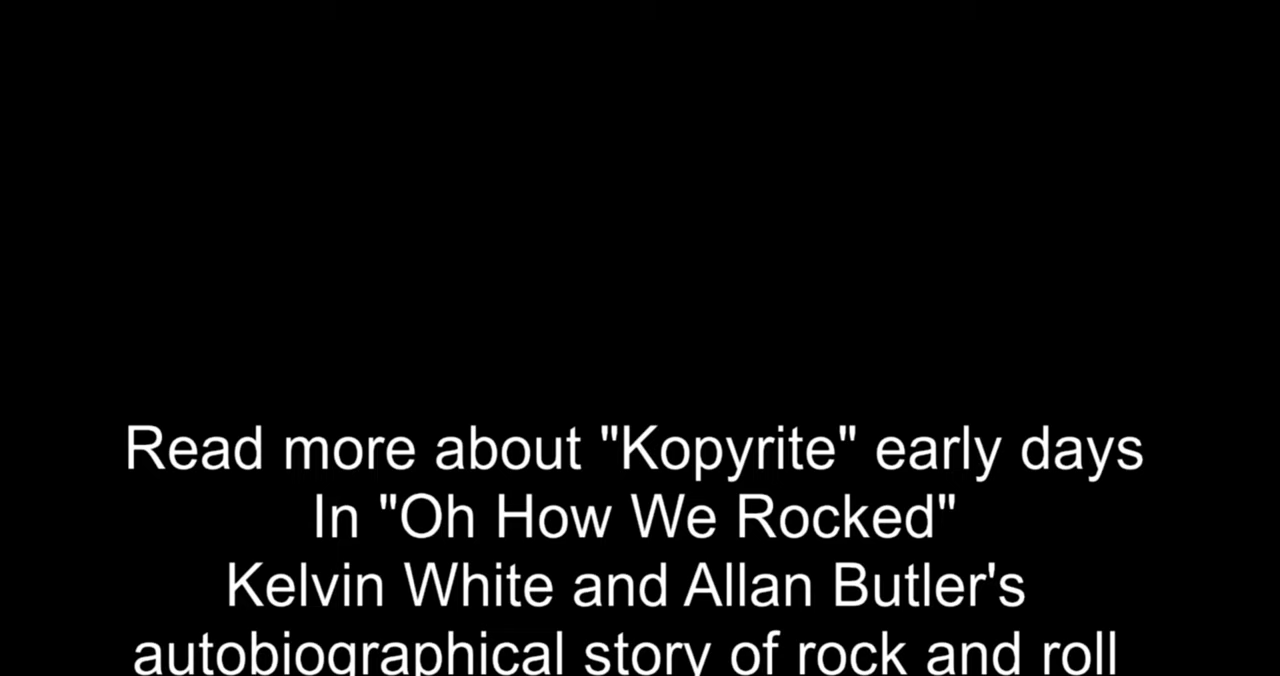 Read more about "Kopyrite" early days
In "Oh How We Rocked"
Kelvin White and Allan Butler's
autobiographical story of rock and roll